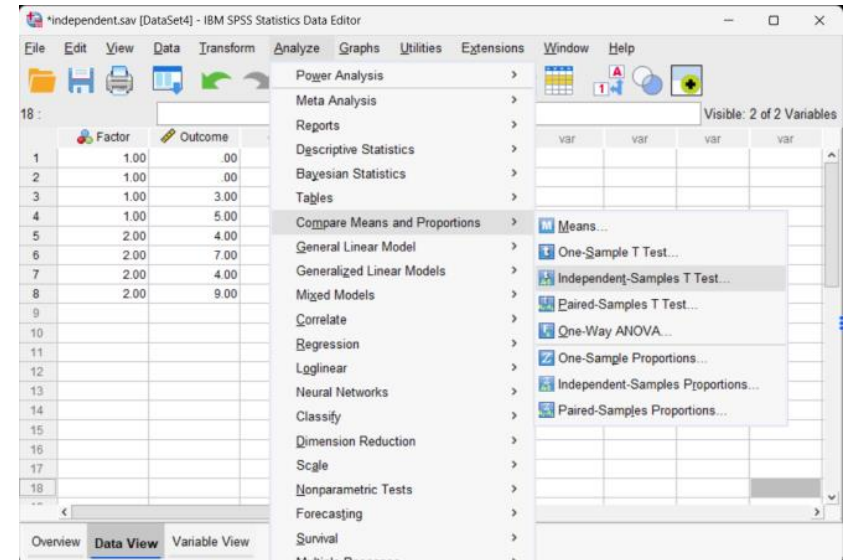 *independent.sav [DataSet4] - IBM SPSS Statistics Data Editor
File Edit View Data Transform Analyze Graphs Utilities Extensions Window Help
18 :
Visible: 2 of 2 Variables
Factor Outcome var var var var
1 1.00 .00
2 1.00 .00
3 1.00 3.00
4 1.00 5.00
5 2.00 4.00
6 2.00 7.00
7 2.00 4.00
8 2.00 9.00
9
10
11
12
13
14
15
16
17
18
Power Analysis
Meta Analysis
Reports
Descriptive Statistics
Bayesian Statistics
Tables
Compare Means and Proportions
General Linear Model
Generalized Linear Models
Mixed Models
Correlate
Regression
Loglinear
Neural Networks
Classify
Dimension Reduction
Scale
Nonparametric Tests
Forecasting
Survival
Means...
One-Sample T Test...
Independent-Samples T Test...
Paired-Samples T Test...
One-Way ANOVA...
One-Sample Proportions...
Independent-Samples Proportions...
Paired-Samples Proportions...
Overview Data View Variable View